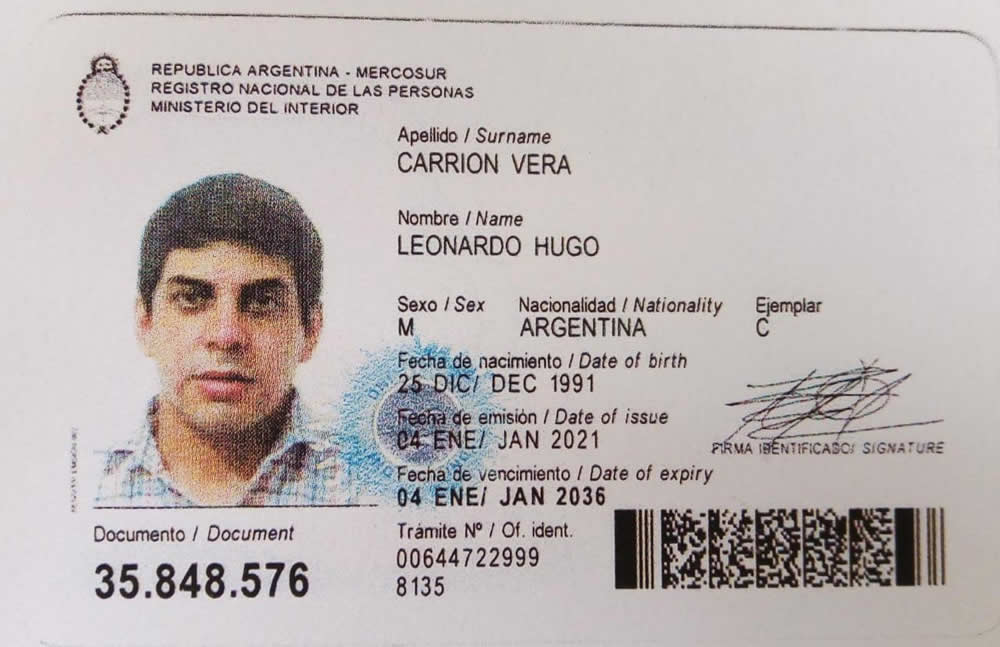 REPUBLICA ARGENTINA - MERCOSUR
REGISTRO NACIONAL DE LAS PERSONAS
MINISTERIO DEL INTERIOR
Apellido / Surname
CARRION VERA
Nombre / Name
LEONARDO HUGO
Sexo / Sex Nacionalidad / Nationality Ejemplar
M ARGENTINA C
Fecha de nacimiento / Date of birth
25 DIC/ DEC 1991
Fecha de emisión / Date of issue
04 ENE/ JAN 2021
FIRMA IDENTIFICADO/ SIGNATURE
Fecha de vencimiento / Date of expiry
04 ENE/ JAN 2036
Documento / Document
35.848.576
Trámite Nº / Of. ident.
00644722999
8135